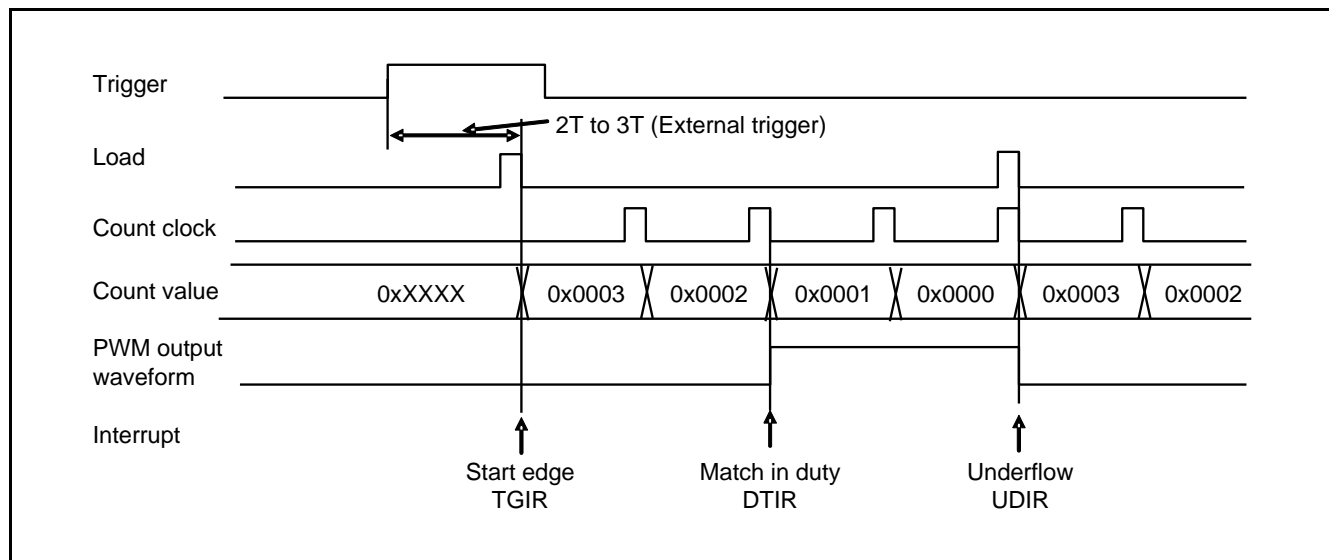 Trigger
2T to 3T (External trigger)
Load
Count clock
Count value 0xXXXX 0x0003 0x0002 0x0001 0x0000 0x0003 0x0002
PWM output
waveform
Interrupt
Start edge Match in duty Underflow
TGIR DTIR UDIR